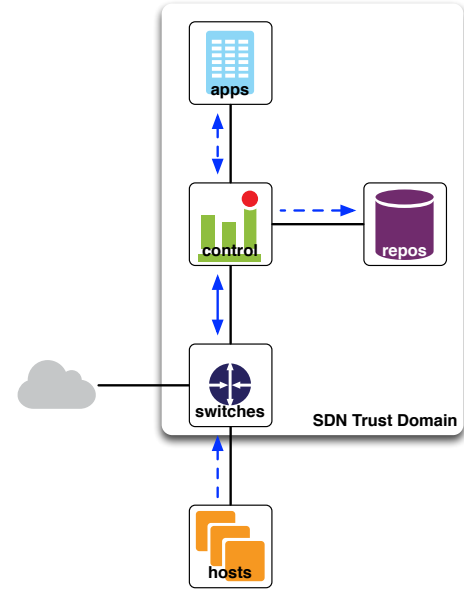 apps
control
repos
switches
SDN Trust Domain
hosts